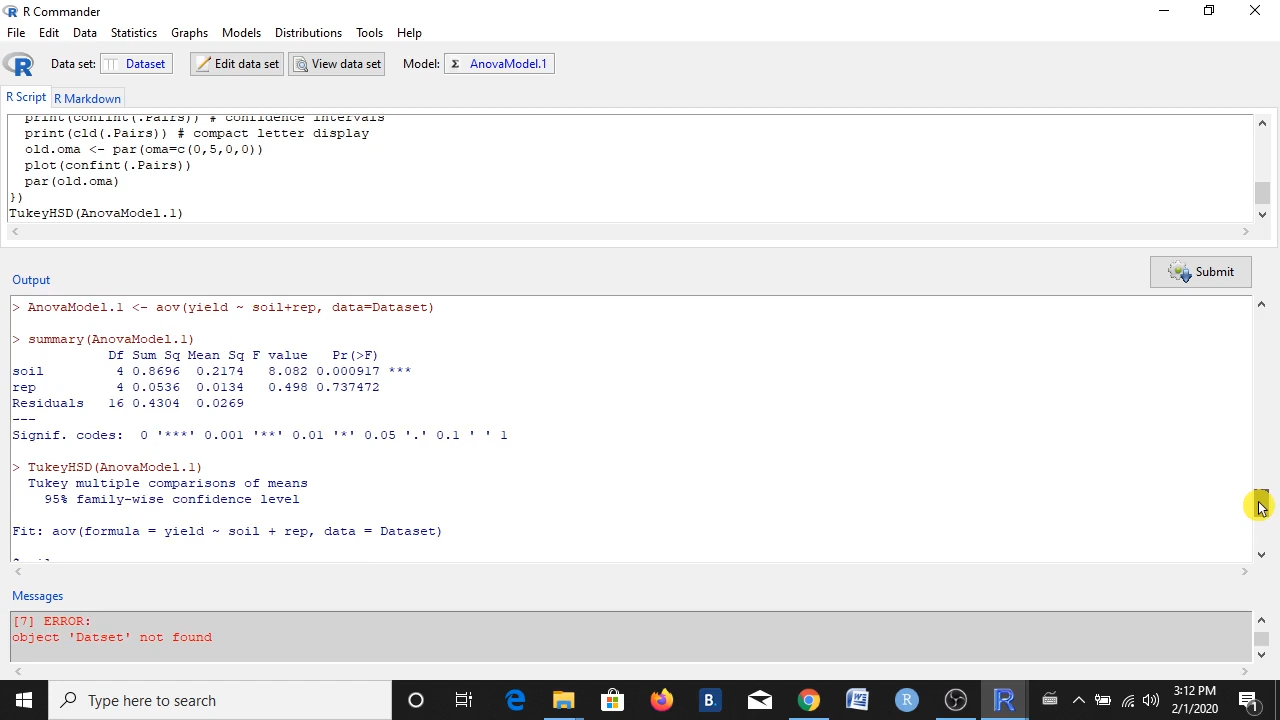 R Commander
File Edit Data Statistics Graphs Models Distributions Tools Help
Data set: Dataset Edit data set View data set Model: Σ AnovaModel.1
R Script R Markdown
print(confint(.Pairs)) # confidence intervals
print(cld(.Pairs)) # compact letter display
old.oma <- par(oma=c(0,5,0,0))
plot(confint(.Pairs))
par(old.oma)
})
TukeyHSD(AnovaModel.1)
Submit
Output
> AnovaModel.1 <- aov(yield ~ soil+rep, data=Dataset)
> summary(AnovaModel.1)
Df Sum Sq Mean Sq F value Pr(>F)
soil 4 0.8696 0.2174 8.082 0.000917 ***
rep 4 0.0536 0.0134 0.498 0.737472
Residuals 16 0.4304 0.0269
---
Signif. codes: 0 '***' 0.001 '**' 0.01 '*' 0.05 '.' 0.1 ' ' 1
> TukeyHSD(AnovaModel.1)
Tukey multiple comparisons of means
95% family-wise confidence level
Fit: aov(formula = yield ~ soil + rep, data = Dataset)
Messages
[7] ERROR:
object 'Datset' not found
Type here to search
3:12 PM
2/1/2020